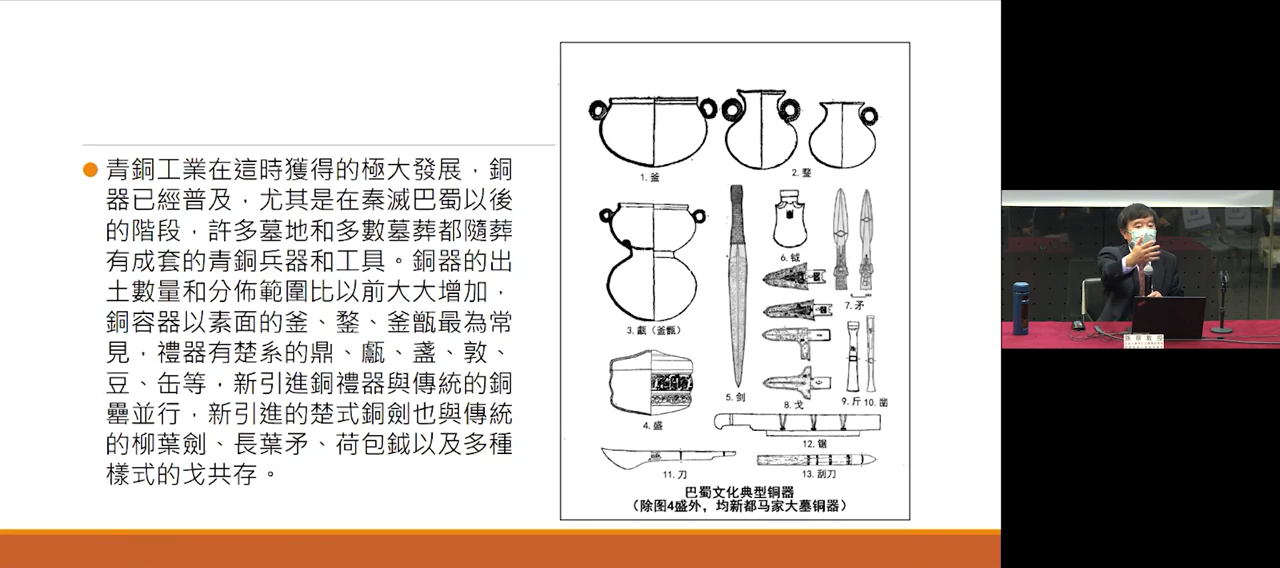 青銅工業在這時獲得的極大發展，銅
器已經普及，尤其是在秦滅巴蜀以後
的階段，許多墓地和多數墓葬都隨葬
有成套的青銅兵器和工具。銅器的出
土數量和分佈範圍比以前大大增加，
銅容器以素面的釜、鍪、釜甑最為常
見，禮器有楚系的鼎、甗、盞、敦、
豆、缶等，新引進銅禮器與傳統的銅
罍並行，新引進的楚式銅劍也與傳統
的柳葉劍、長葉矛、荷包鉞以及多種
樣式的戈共存。
1.釜
2.鍪
3.甗（釜甑）
4.盛
5.剑
6.钺
7.矛
8.戈
9.斤
10.凿
11.刀
12.锯
13.刮刀
巴蜀文化典型铜器
（除图4盛外，均新都马家大墓铜器）